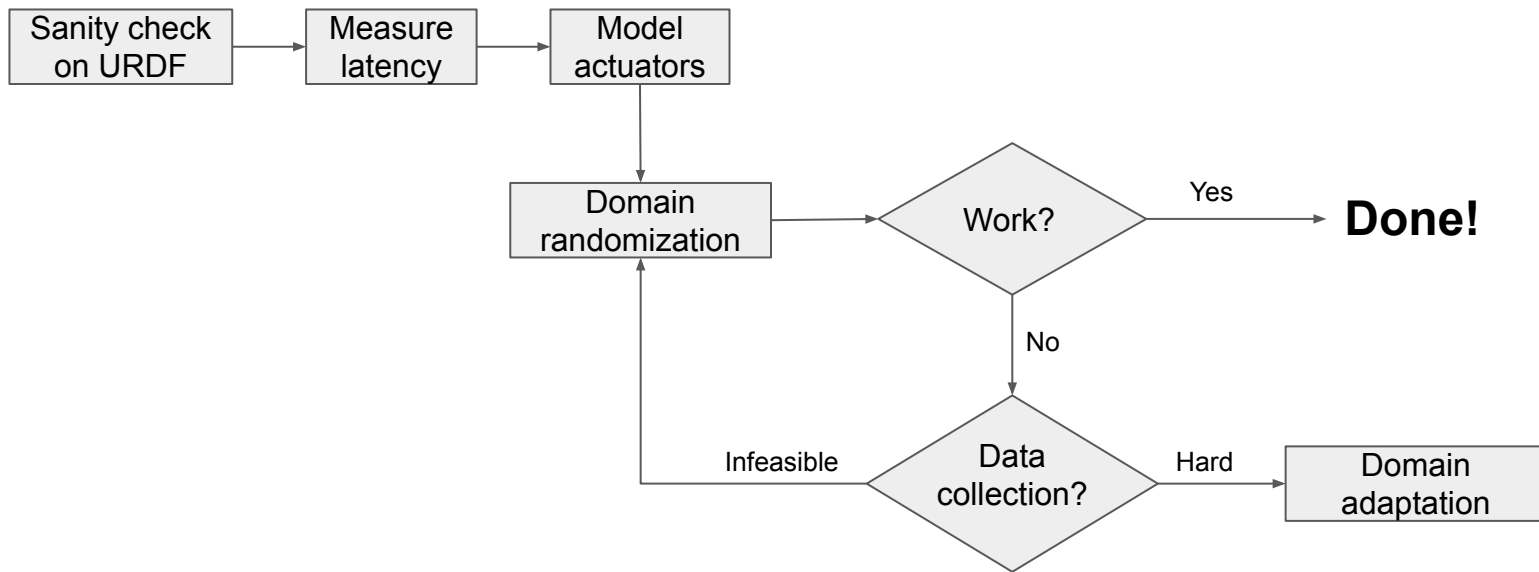 Sanity check
on URDF
Measure
latency
Model
actuators
Domain
randomization
Work?
Yes
Done!
No
Infeasible
Data
collection?
Hard
Domain
adaptation